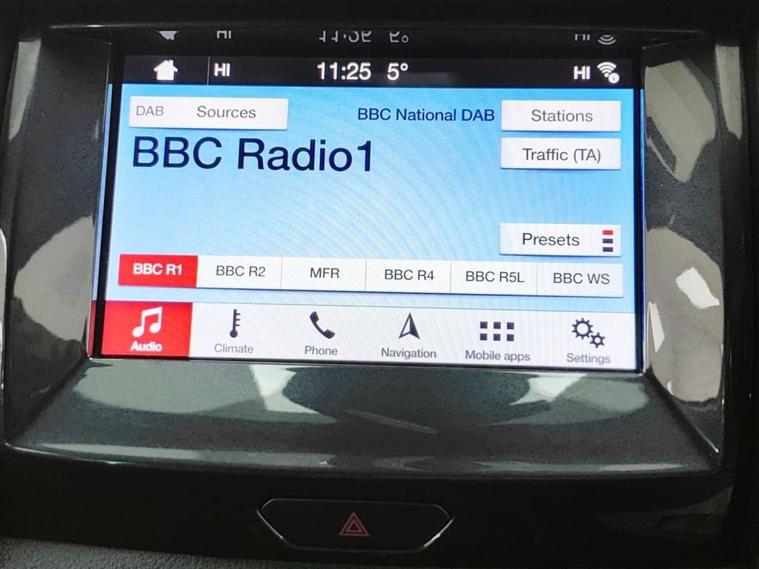 HI 11:25 5° HI
DAB Sources BBC National DAB Stations
BBC Radio1
Traffic (TA)
Presets
BBC R1 BBC R2 MFR BBC R4 BBC R5L BBC WS
Audio Climate Phone Navigation Mobile apps Settings